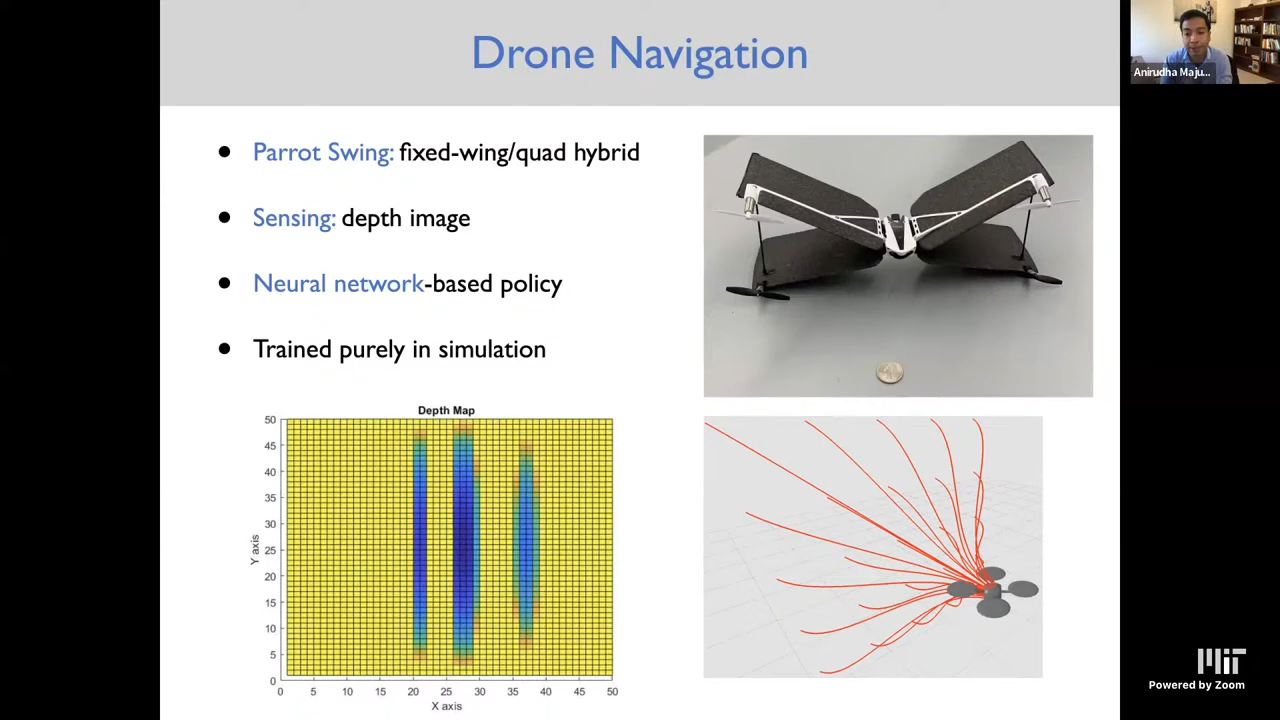 Drone Navigation
Anirudha Maju...
• Parrot Swing: fixed-wing/quad hybrid
• Sensing: depth image
• Neural network-based policy
• Trained purely in simulation
Depth Map
50
45
40
35
30
25
20
15
10
5
0
Y axis
0 5 10 15 20 25 30 35 40 45 50
X axis
MIT
Powered by Zoom